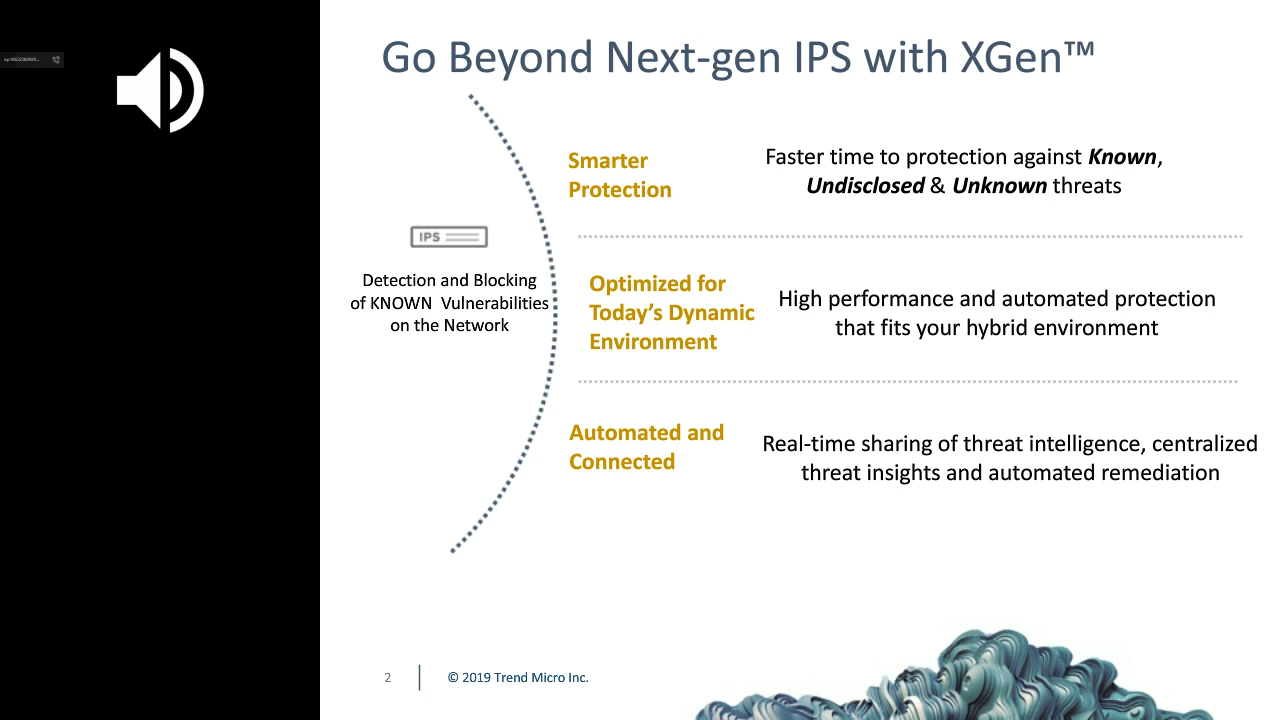 Go Beyond Next-gen IPS with XGen™
Smarter
Protection
Faster time to protection against Known,
Undisclosed & Unknown threats
IPS
Detection and Blocking
of KNOWN Vulnerabilities
on the Network
Optimized for
Today’s Dynamic
Environment
High performance and automated protection
that fits your hybrid environment
Automated and
Connected
Real-time sharing of threat intelligence, centralized
threat insights and automated remediation
2
© 2019 Trend Micro Inc.